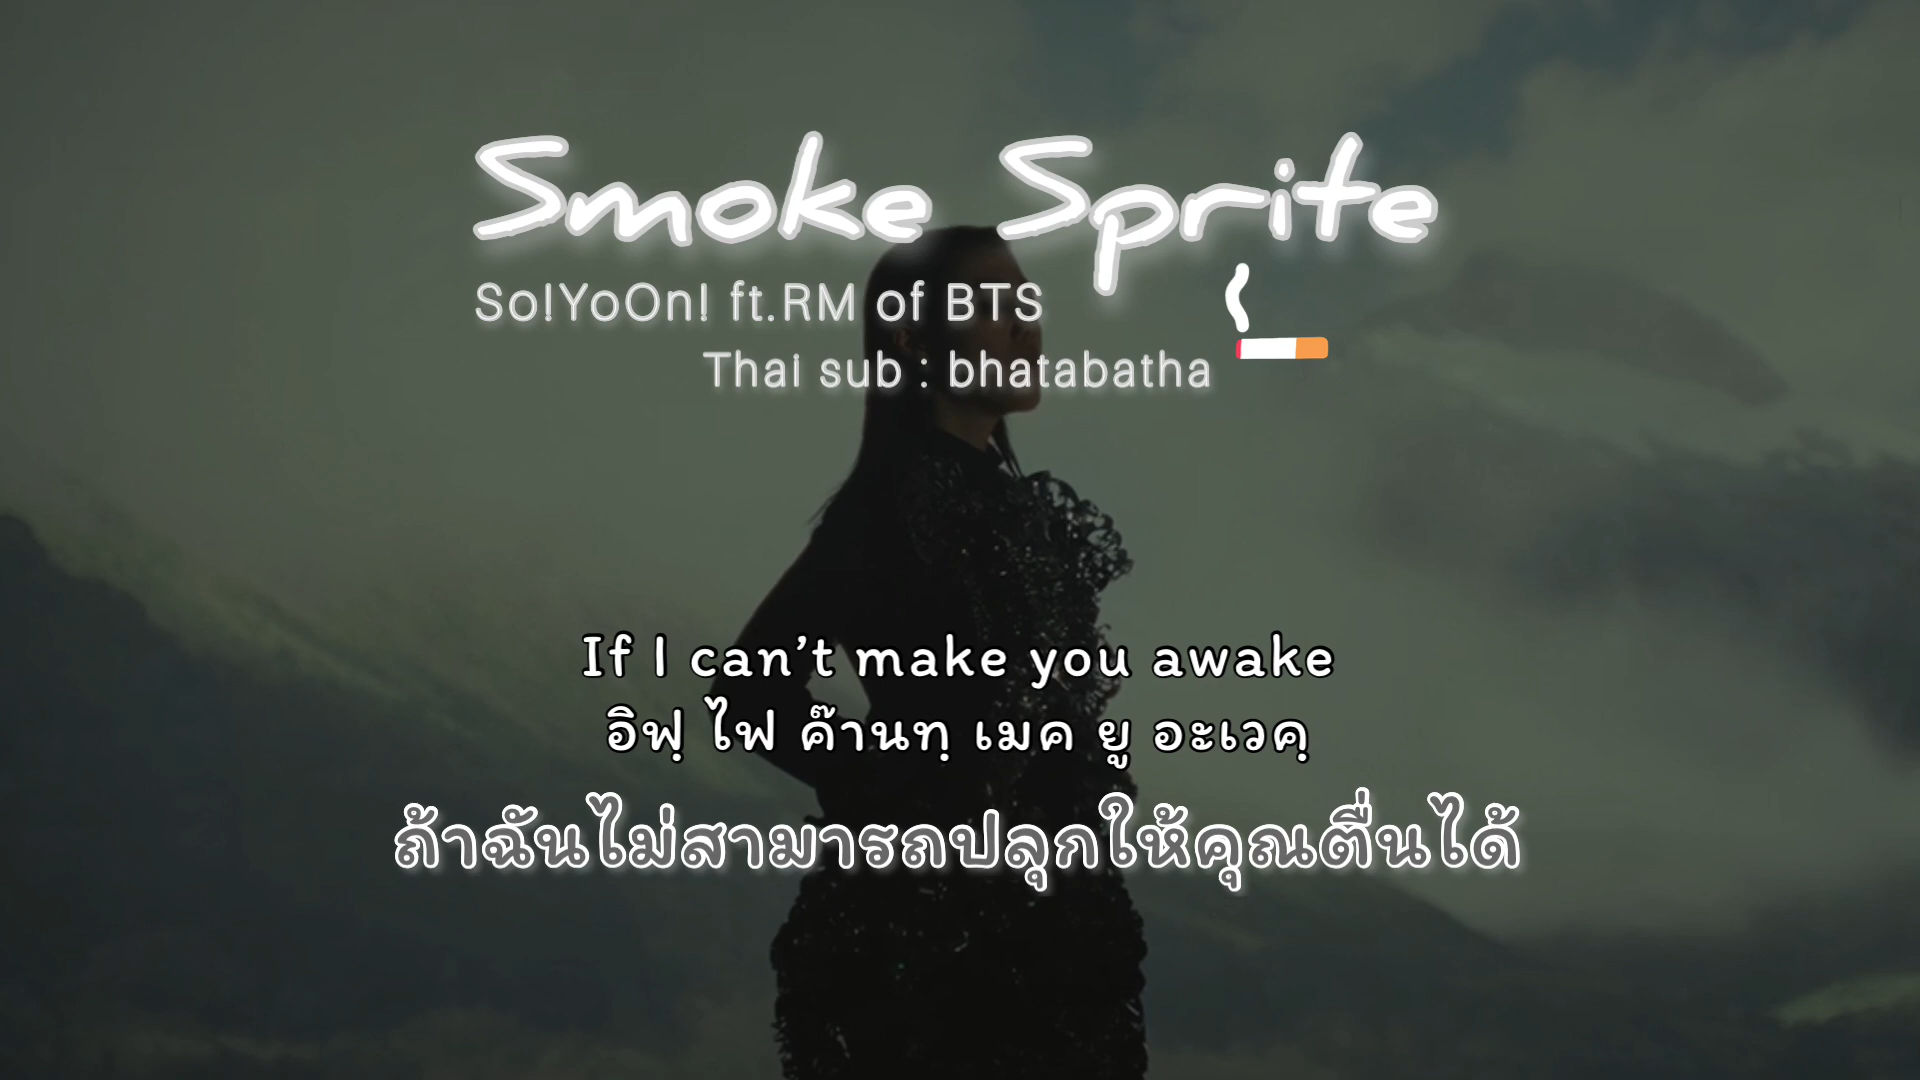 Smoke Sprite
So!YoOn! ft.RM of BTS
Thai sub : bhatabatha
If I can't make you awake
อิฟฺ ไฟ ค๊านทฺ เมค ยู อะเวคฺ
ถ้าฉันไม่สามารถปลุกให้คุณตื่นได้